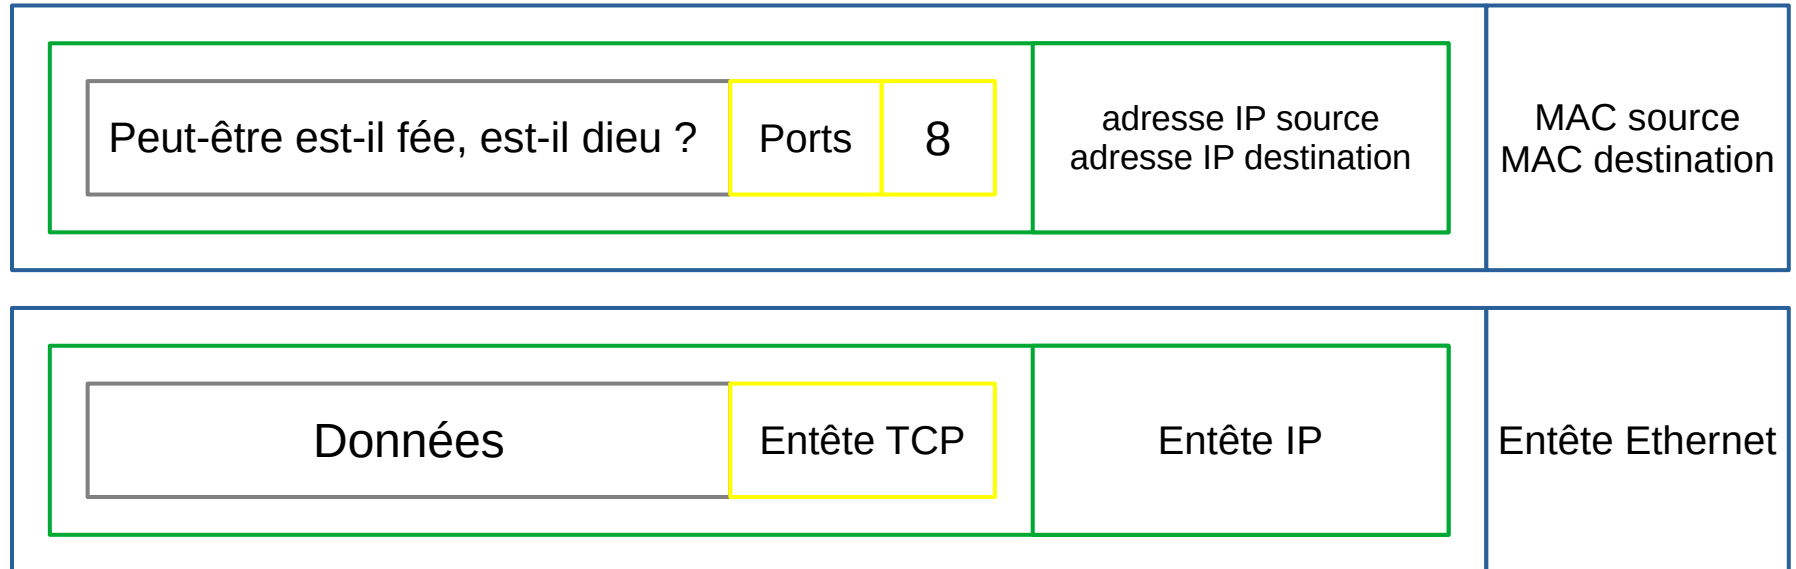 Peut-être est-il fée, est-il dieu ?
Ports
8
adresse IP source
adresse IP destination
MAC source
MAC destination
Données
Entête TCP
Entête IP
Entête Ethernet